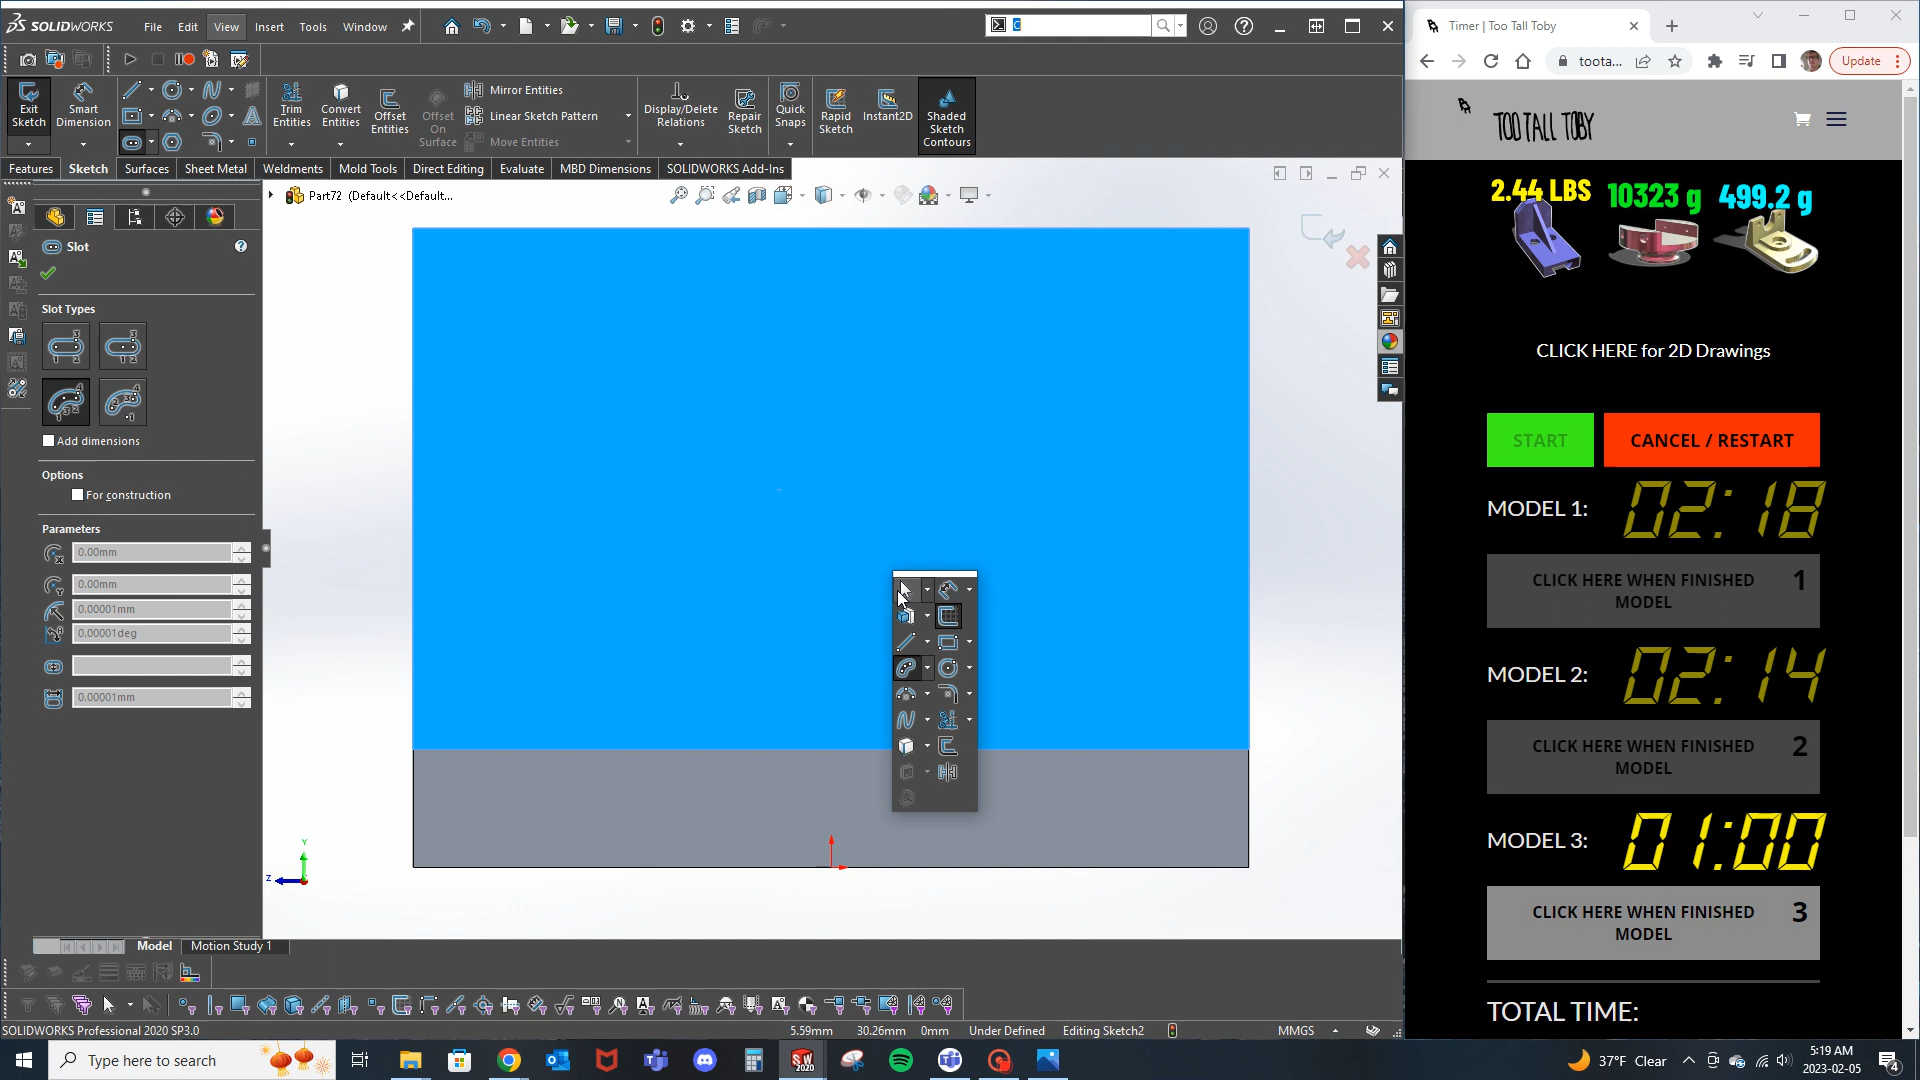 SOLIDWORKS File Edit View Insert Tools Window
Exit Sketch
Smart Dimension
Trim Entities
Convert Entities
Offset Entities
Offset On Surface
Mirror Entities
Linear Sketch Pattern
Move Entities
Display/Delete Relations
Repair Sketch
Quick Snaps
Rapid Sketch
Instant2D
Shaded Sketch Contours
Features Sketch Surfaces Sheet Metal Weldments Mold Tools Direct Editing Evaluate MBD Dimensions SOLIDWORKS Add-Ins
Part72 (Default<<Default...
Slot
Slot Types
Add dimensions
Options
For construction
Parameters
0.00mm
0.00mm
0.00001mm
0.00001deg
0.00001mm
Y
Z
Model Motion Study 1
SOLIDWORKS Professional 2020 SP3.0
5.59mm 30.26mm 0mm Under Defined Editing Sketch2 MMGS
Timer | Too Tall Toby
toota...
Update
TOO TALL TOBY
2.44 LBS 10323 g 499.2 g
CLICK HERE for 2D Drawings
START CANCEL / RESTART
MODEL 1: 02:18
CLICK HERE WHEN FINISHED MODEL 1
MODEL 2: 02:14
CLICK HERE WHEN FINISHED MODEL 2
MODEL 3: 01:00
CLICK HERE WHEN FINISHED MODEL 3
TOTAL TIME:
Type here to search
37°F Clear
5:19 AM
2023-02-05
4